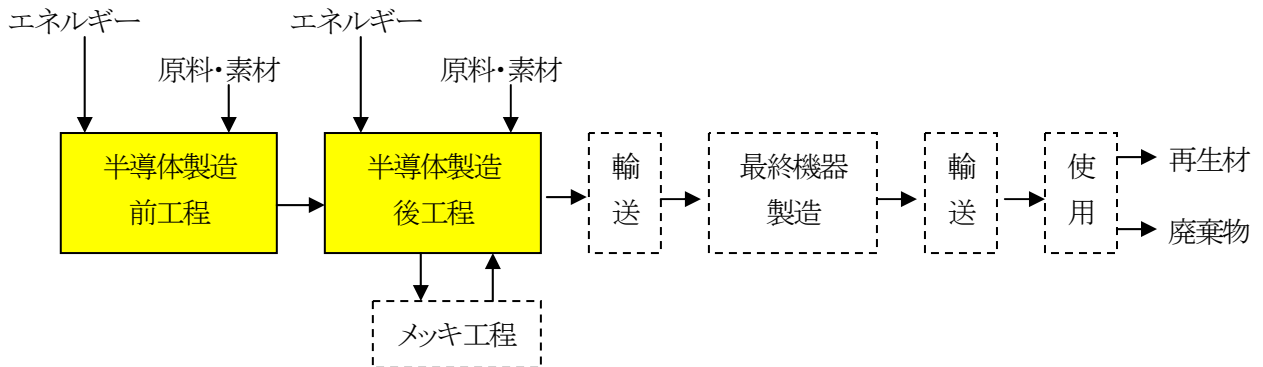 エネルギー
エネルギー
原料・素材
原料・素材
半導体製造
前工程
半導体製造
後工程
輸
送
最終機器
製造
輸
送
使
用
再生材
廃棄物
メッキ工程